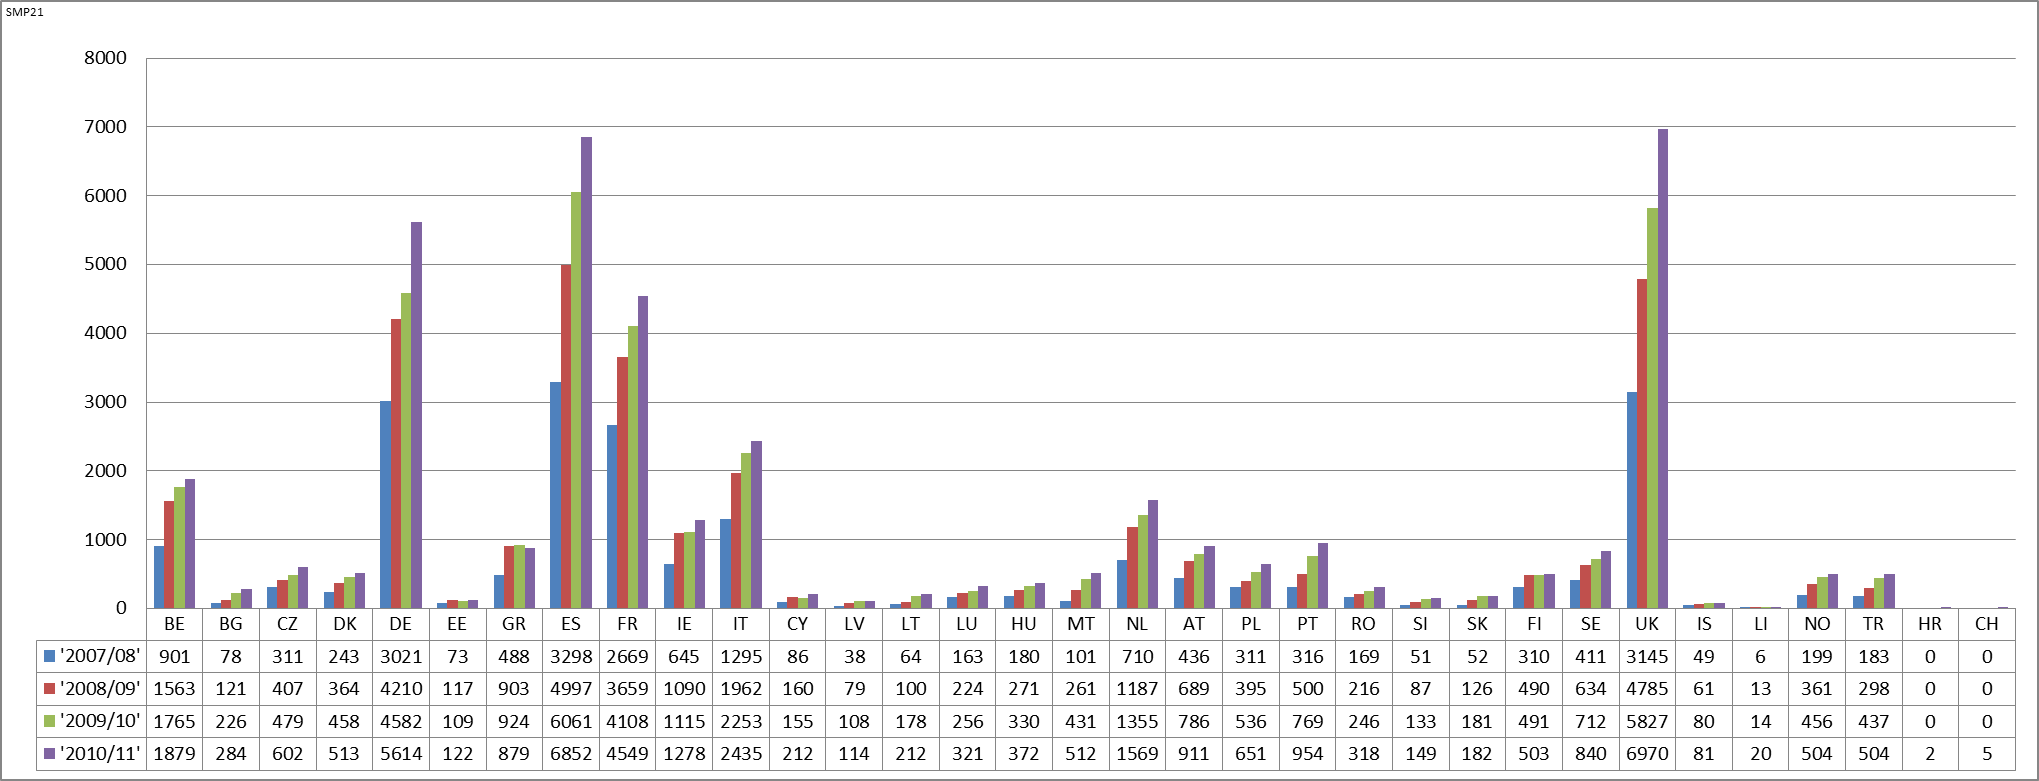 SMP21
8000
7000
6000
5000
4000
3000
2000
1000
0
BE BG CZ DK DE EE GR ES FR IE IT CY LV LT LU HU MT NL AT PL PT RO SI SK FI SE UK IS LI NO TR HR CH
'2007/08' 901 78 311 243 3021 73 488 3298 2669 645 1295 86 38 64 163 180 101 710 436 311 316 169 51 52 310 411 3145 49 6 199 183 0 0
'2008/09' 1563 121 407 364 4210 117 903 4997 3659 1090 1962 160 79 100 224 271 261 1187 689 395 500 216 87 126 490 634 4785 61 13 361 298 0 0
'2009/10' 1765 226 479 458 4582 109 924 6061 4108 1115 2253 155 108 178 256 330 431 1355 786 536 769 246 133 181 491 712 5827 80 14 456 437 0 0
'2010/11' 1879 284 602 513 5614 122 879 6852 4549 1278 2435 212 114 212 321 372 512 1569 911 651 954 318 149 182 503 840 6970 81 20 504 504 2 5